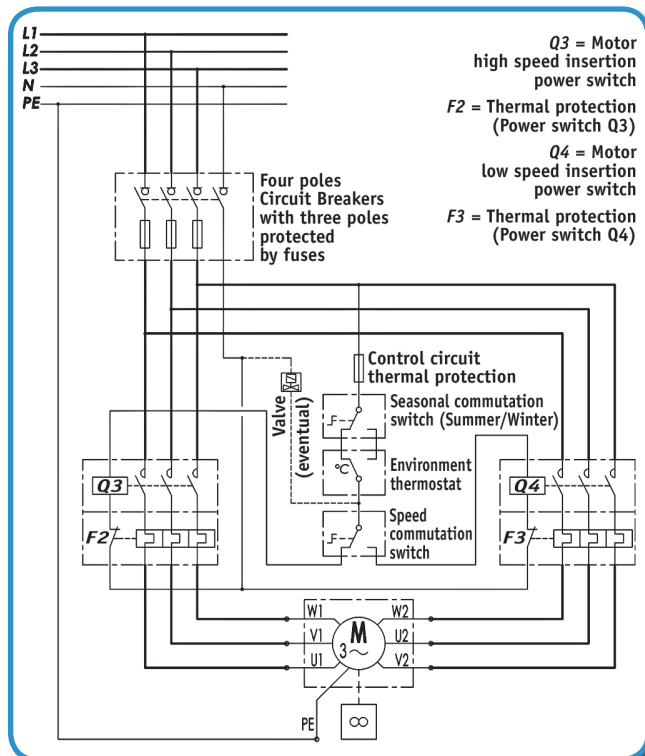 L1
L2
L3
N
PE
Q3 = Motor
high speed insertion
power switch
F2 = Thermal protection
(Power switch Q3)
Q4 = Motor
low speed insertion
power switch
F3 = Thermal protection
(Power switch Q4)
Four poles
Circuit Breakers
with three poles
protected
by fuses
Control circuit
thermal protection
Valve
(eventual)
Seasonal commutation
switch (Summer/Winter)
°C
Environment
thermostat
Q3
Q4
Speed
commutation
switch
F2
F3
W1
W2
V1
M
U2
3~
U1
V2
PE